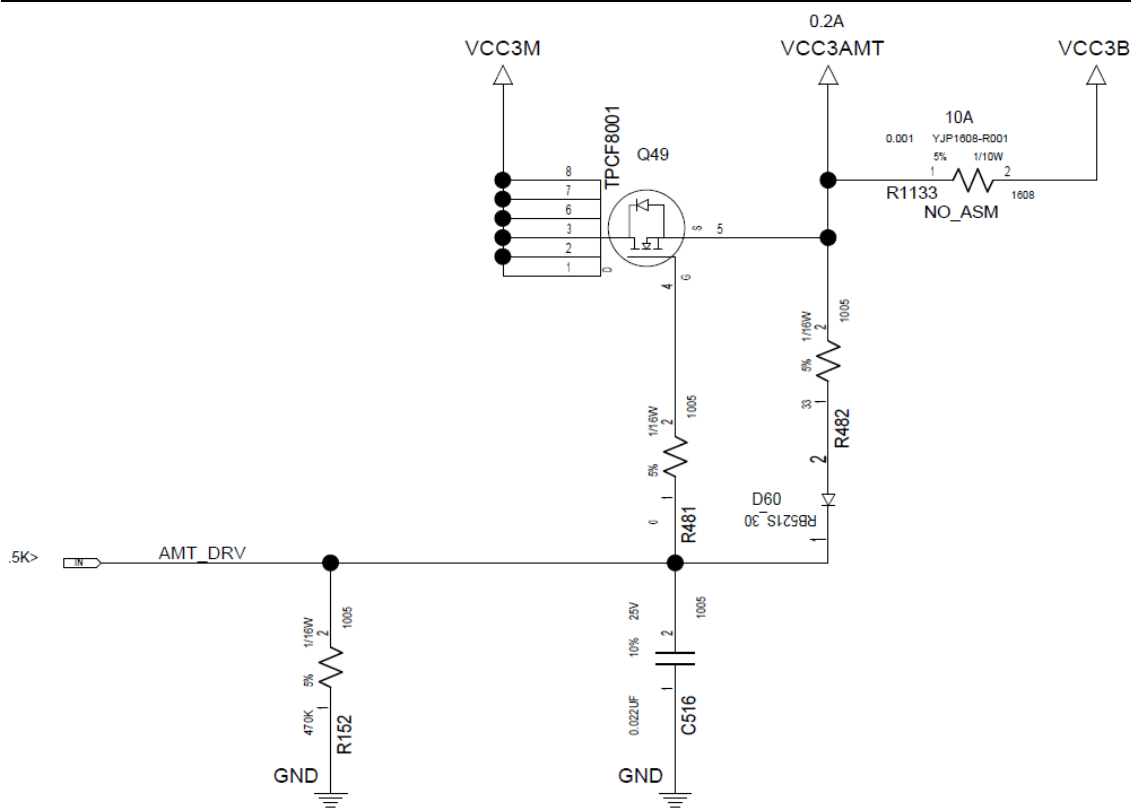 0.2A
VCC3M
VCC3AMT
VCC3B
TPCF8001
Q49
10A
0.001 YJP1608-R001
5% 1/10W
1 2
R1133
1608
NO_ASM
8
7
6
3
2
1
D
S 5
4 G
1/16W 2 1005
5%
33 1
R482
2
D60
RB521S_30
1
1/16W 2 1005
5%
0 1
R481
.5K>
IN
AMT_DRV
1/16W 2 1005
5%
470K 1
R152
GND
25V 1005
10% 2
0.022UF 1
C516
GND